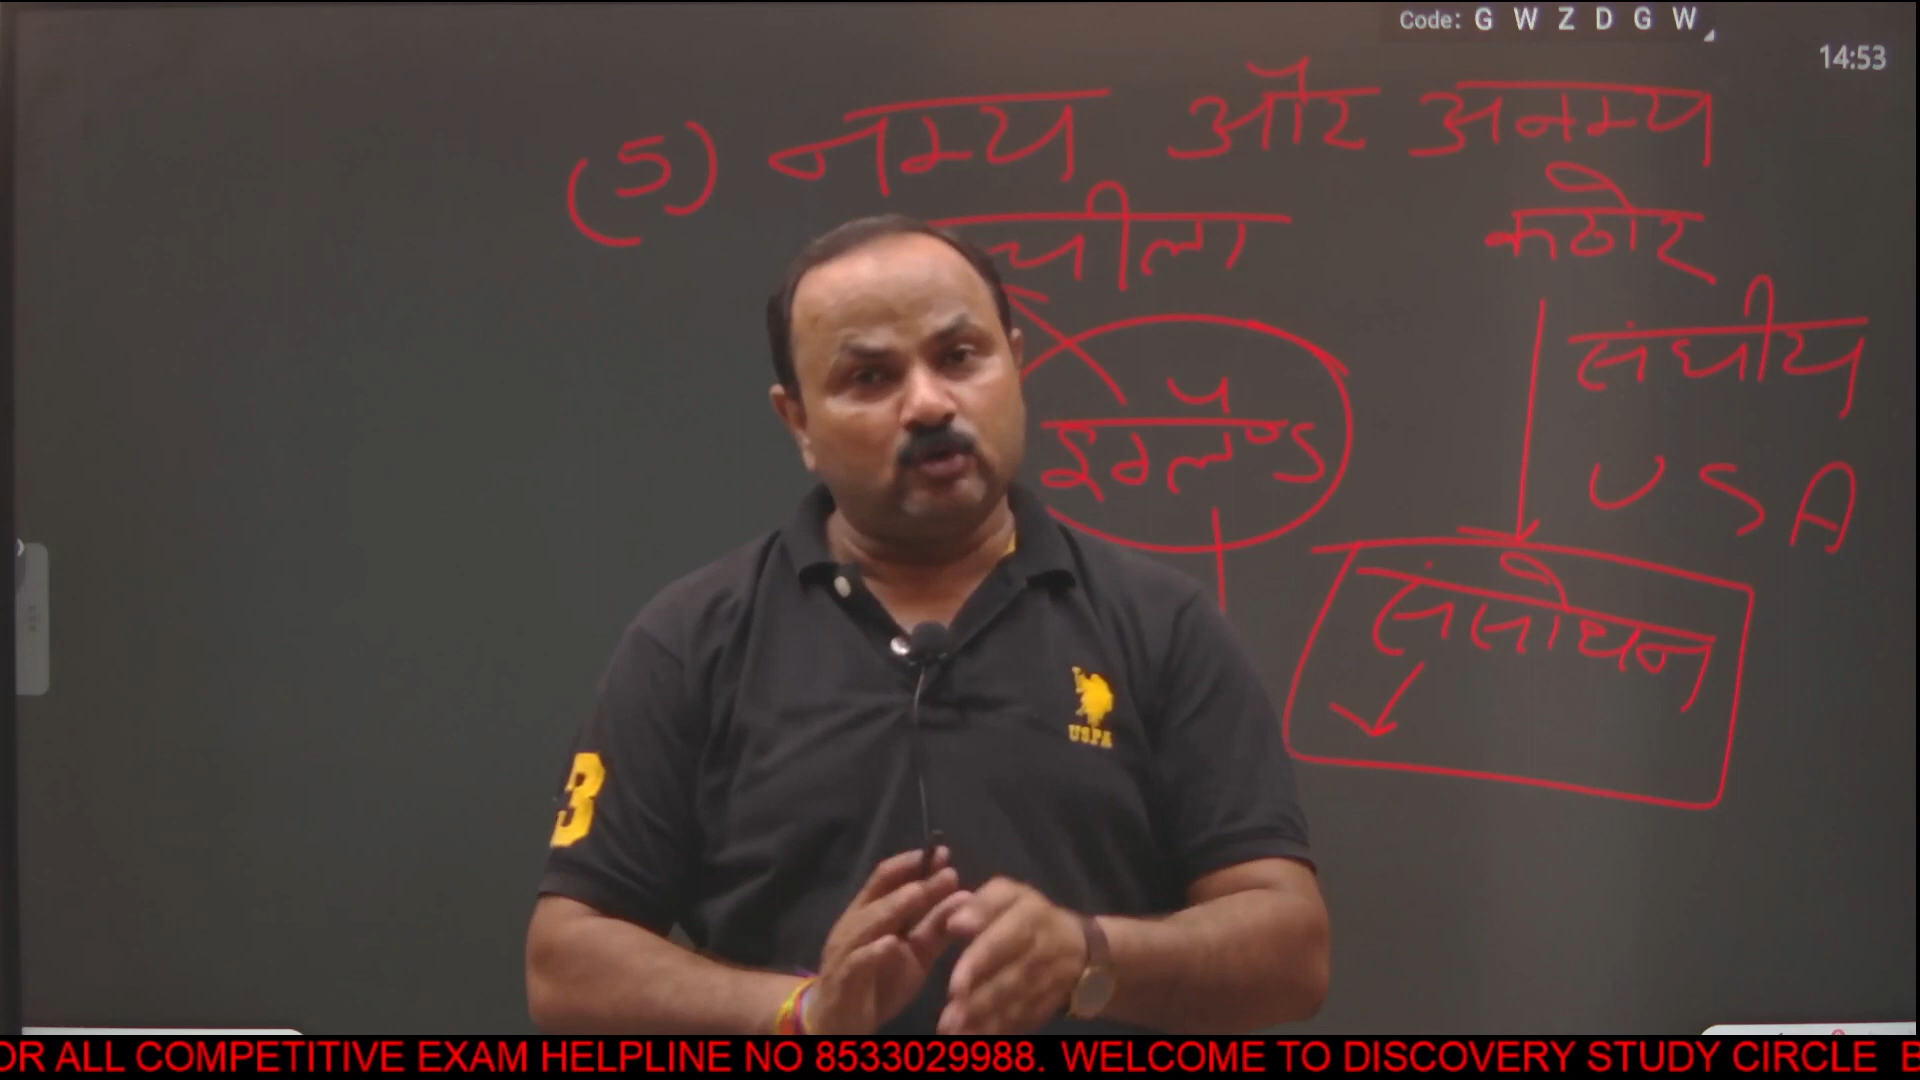 Code: G W Z D G W
14:53
(5) नम्य और अनम्य
चीला कठोर
संघीय
इग्लैण्ड
USA
संसोधन
3
USPA
OR ALL COMPETITIVE EXAM HELPLINE NO 8533029988. WELCOME TO DISCOVERY STUDY CIRCLE B